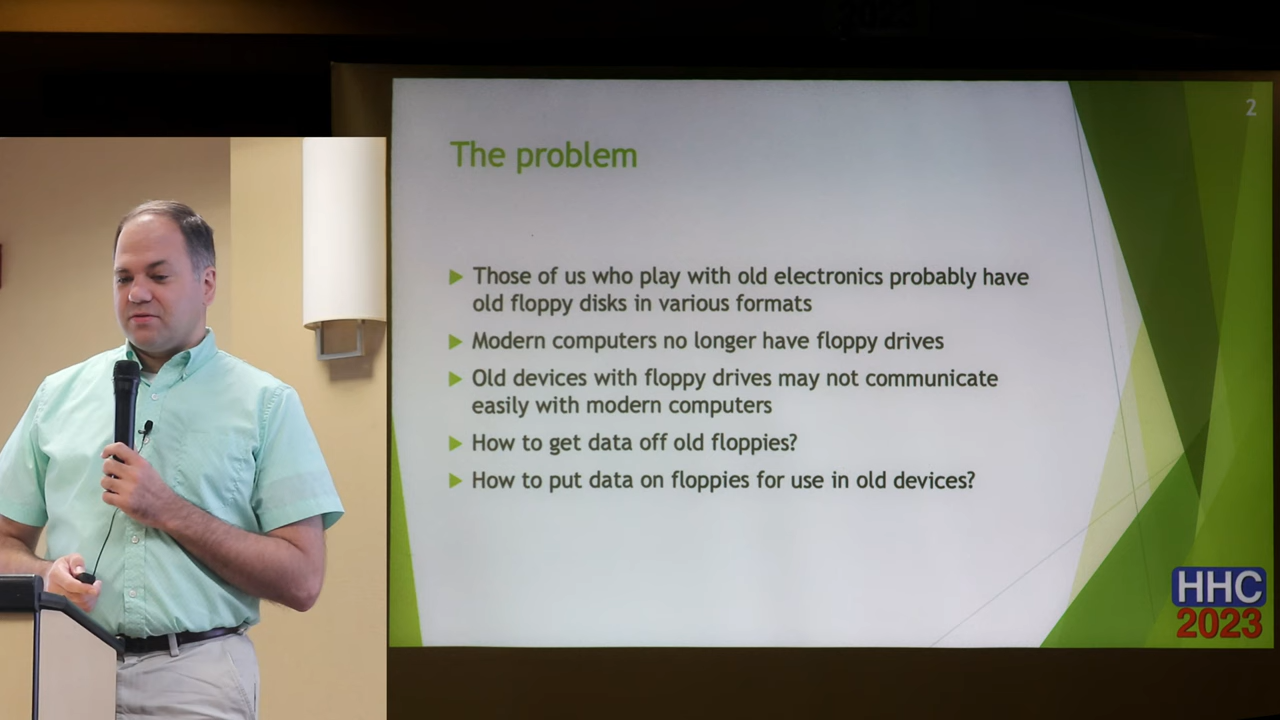 2
The problem
Those of us who play with old electronics probably have
old floppy disks in various formats
Modern computers no longer have floppy drives
Old devices with floppy drives may not communicate
easily with modern computers
How to get data off old floppies?
How to put data on floppies for use in old devices?
HHC
2023